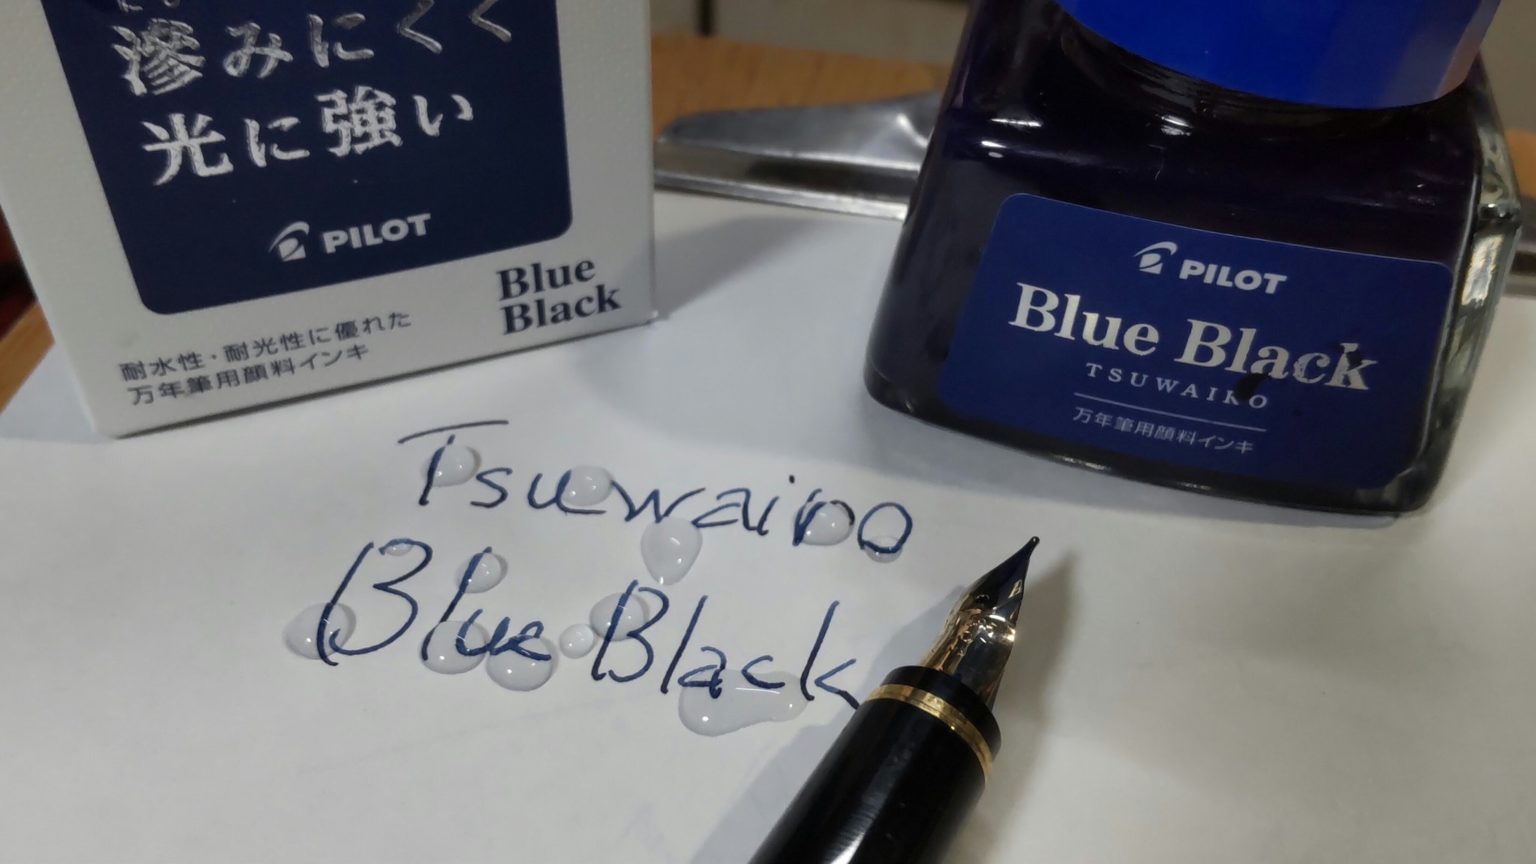 滲みにくく
光に強い
PILOT
Blue
Black
耐水性・耐光性に優れた
万年筆用顔料インキ
PILOT
Blue Black
TSUWAIRO
万年筆用顔料インキ
Tsuwairo
Blue Black